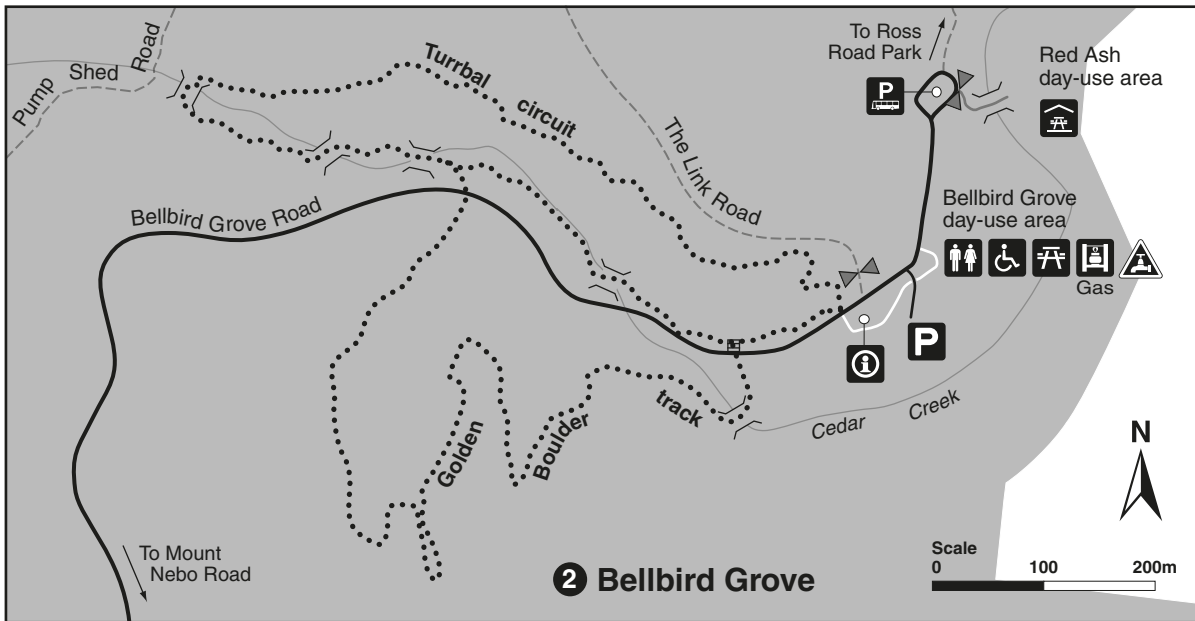 To Ross
Road Park
Red Ash
day-use area
P
Pump Shed Road
Turrbal circuit
The Link Road
Bellbird Grove Road
Bellbird Grove
day-use area
Gas
P
i
Golden Boulder track
Cedar Creek
N
To Mount
Nebo Road
2 Bellbird Grove
Scale
0 100 200m